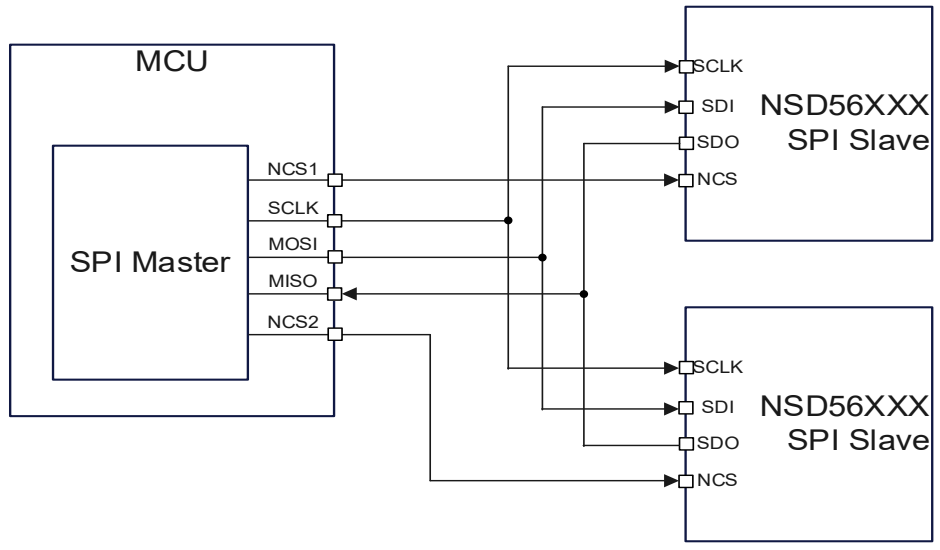 MCU
SPI Master
NCS1
SCLK
MOSI
MISO
NCS2
SCLK
SDI
SDO
NCS
NSD56XXX
SPI Slave
SCLK
SDI
SDO
NCS
NSD56XXX
SPI Slave